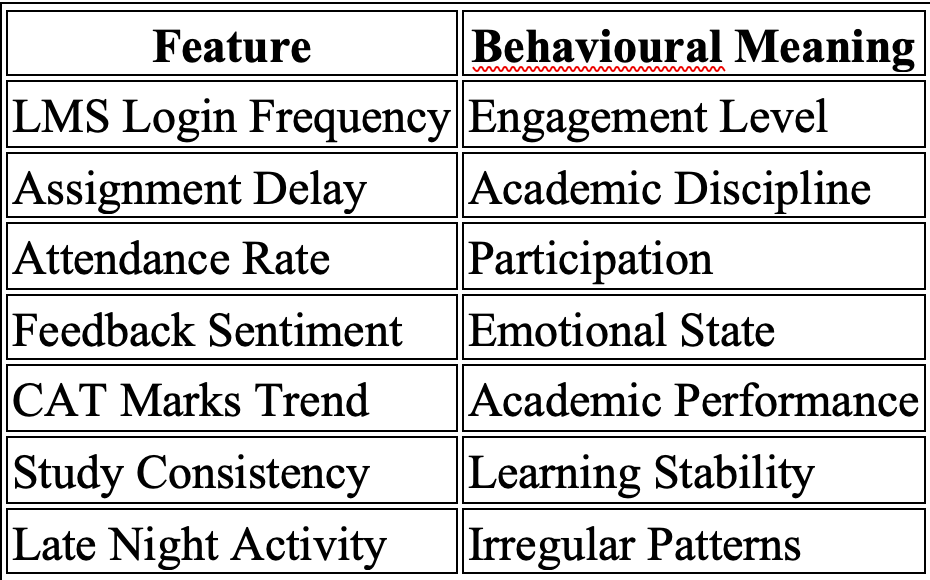 Feature Behavioural Meaning
LMS Login Frequency Engagement Level
Assignment Delay Academic Discipline
Attendance Rate Participation
Feedback Sentiment Emotional State
CAT Marks Trend Academic Performance
Study Consistency Learning Stability
Late Night Activity Irregular Patterns